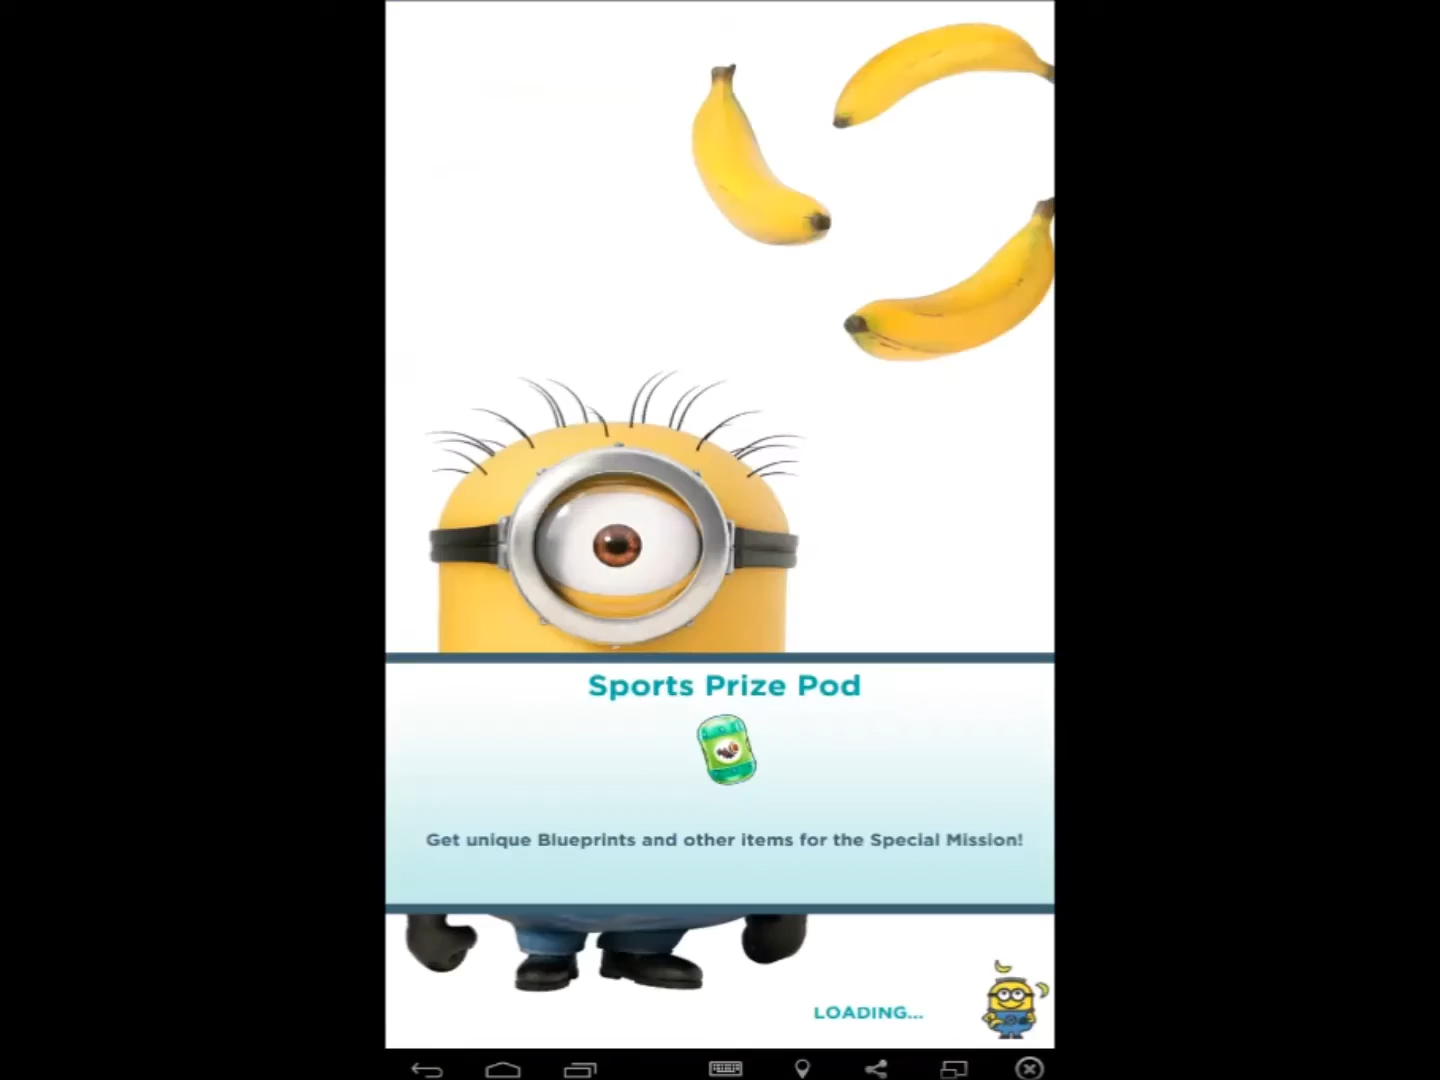 Sports Prize Pod
Get unique Blueprints and other items for the Special Mission!
LOADING...